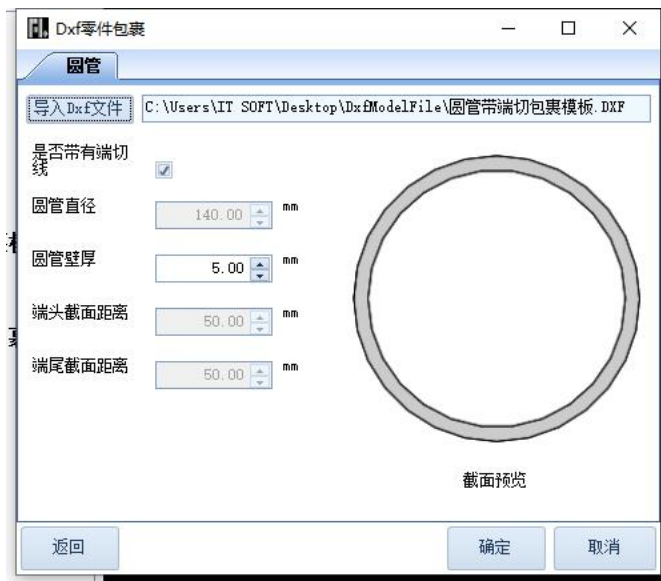 Dxf零件包裹
圆管
导入Dxf文件 C:\Users\IT SOFT\Desktop\DxfModelFile\圆管带端切包裹模板.DXF
是否带有端切
线
圆管直径 140.00 mm
圆管壁厚 5.00 mm
端头截面距离 50.00 mm
端尾截面距离 50.00 mm
截面预览
返回 确定 取消